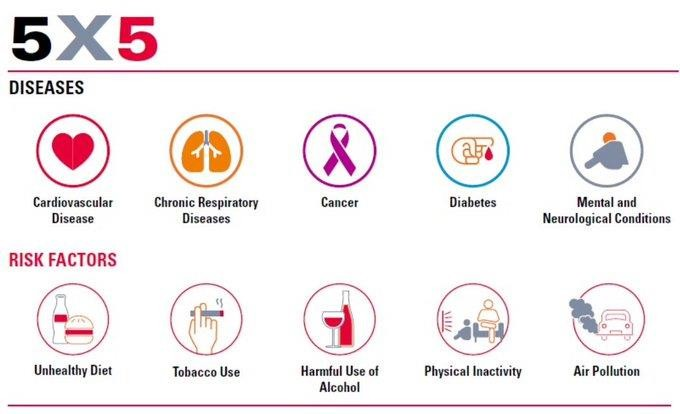 5X5
DISEASES
Cardiovascular
Disease
Chronic Respiratory
Diseases
Cancer
Diabetes
Mental and
Neurological Conditions
RISK FACTORS
Unhealthy Diet
Tobacco Use
Harmful Use of
Alcohol
Physical Inactivity
Air Pollution